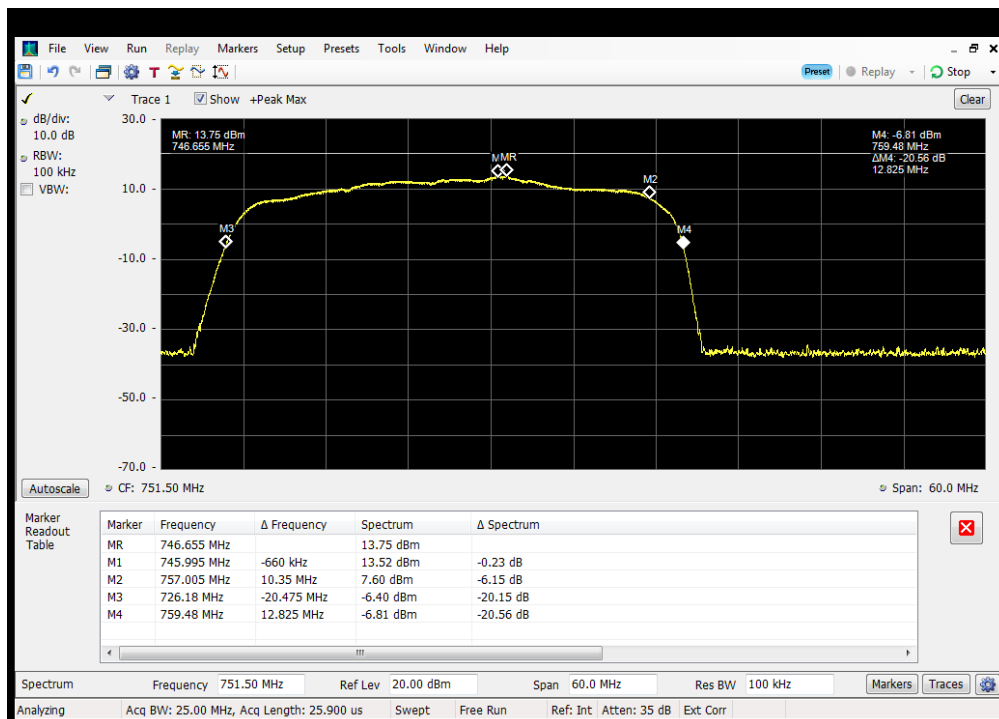 File View Run Replay Markers Setup Presets Tools Window Help
T Preset Replay Stop
Trace 1 Show +Peak Max Clear
dB/div:
10.0 dB
RBW:
100 kHz
VBW:
30.0 -
10.0 -
-10.0 -
-30.0 -
-50.0 -
-70.0 -
MR: 13.75 dBm
746.655 MHz
M4: -6.81 dBm
759.48 MHz
ΔM4: -20.56 dB
12.825 MHz
MR
M2
M3
M4
Autoscale CF: 751.50 MHz Span: 60.0 MHz
Marker
Readout
Table
Marker Frequency Δ Frequency Spectrum Δ Spectrum
MR 746.655 MHz 13.75 dBm
M1 745.995 MHz -660 kHz 13.52 dBm -0.23 dB
M2 757.005 MHz 10.35 MHz 7.60 dBm -6.15 dB
M3 726.18 MHz -20.475 MHz -6.40 dBm -20.15 dB
M4 759.48 MHz 12.825 MHz -6.81 dBm -20.56 dB
Spectrum Frequency 751.50 MHz Ref Lev 20.00 dBm Span 60.0 MHz Res BW 100 kHz Markers Traces
Analyzing Acq BW: 25.00 MHz, Acq Length: 25.900 us Swept Free Run Ref: Int Atten: 35 dB Ext Corr